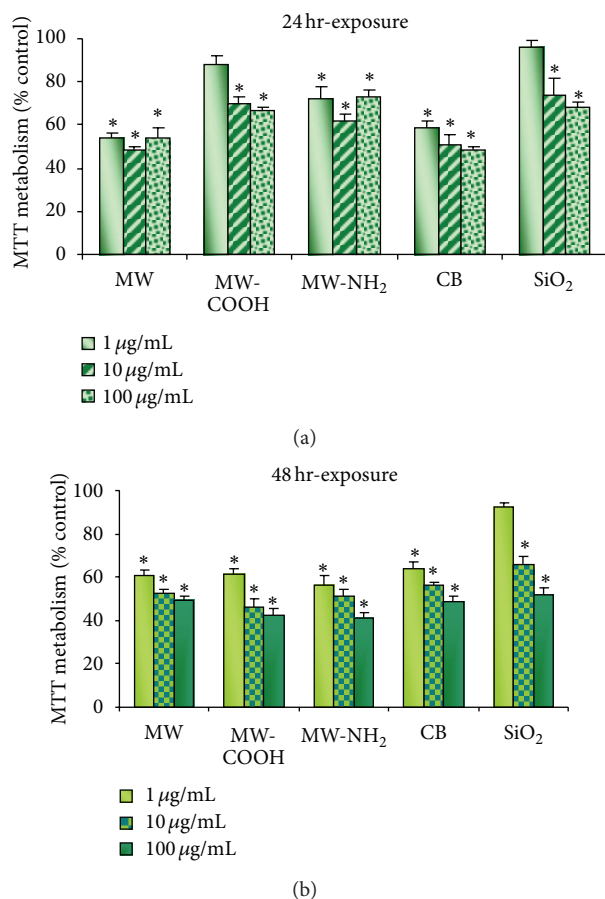 24 hr-exposure
MTT metabolism (% control)
100
80
60
40
20
0
* * *
* *
* * *
* * *
* *
MW
MW-
COOH
MW-NH₂
CB
SiO₂
1 μg/mL
10 μg/mL
100 μg/mL
(a)
48 hr-exposure
MTT metabolism (% control)
100
80
60
40
20
0
* * *
* * *
* * *
* * *
* *
MW
MW-
COOH
MW-NH₂
CB
SiO₂
1 μg/mL
10 μg/mL
100 μg/mL
(b)